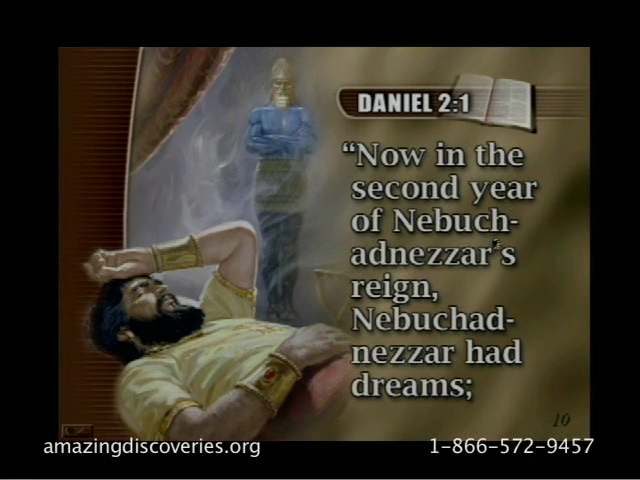 DANIEL 2:1
“Now in the
second year
of Nebuch-
adnezzar's
reign,
Nebuchad-
nezzar had
dreams;
10
amazingdiscoveries.org
1-866-572-9457